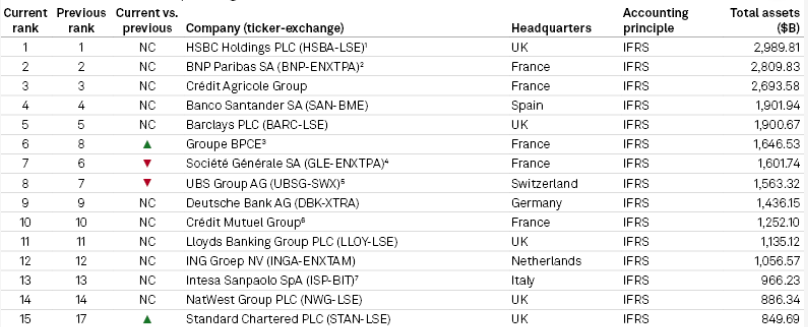 Current rank Previous rank Current vs. previous Company (ticker-exchange) Headquarters Accounting principle Total assets ($B)
1 1 NC HSBC Holdings PLC (HSBA-LSE)¹ UK IFRS 2,989.81
2 2 NC BNP Paribas SA (BNP-ENXTPA)² France IFRS 2,809.83
3 3 NC Crédit Agricole Group France IFRS 2,693.58
4 4 NC Banco Santander SA (SAN-BME) Spain IFRS 1,901.94
5 5 NC Barclays PLC (BARC-LSE) UK IFRS 1,900.67
6 8 ▲ Groupe BPCE³ France IFRS 1,646.53
7 6 ▼ Société Générale SA (GLE-ENXTPA)⁴ France IFRS 1,601.74
8 7 ▼ UBS Group AG (UBSG-SWX)⁵ Switzerland IFRS 1,563.32
9 9 NC Deutsche Bank AG (DBK-XTRA) Germany IFRS 1,436.15
10 10 NC Crédit Mutuel Group⁶ France IFRS 1,252.10
11 11 NC Lloyds Banking Group PLC (LLOY-LSE) UK IFRS 1,135.12
12 12 NC ING Groep NV (INGA-ENXTAM) Netherlands IFRS 1,056.57
13 13 NC Intesa Sanpaolo SpA (ISP-BIT)⁷ Italy IFRS 966.23
14 14 NC NatWest Group PLC (NWG-LSE) UK IFRS 886.34
15 17 ▲ Standard Chartered PLC (STAN-LSE) UK IFRS 849.69